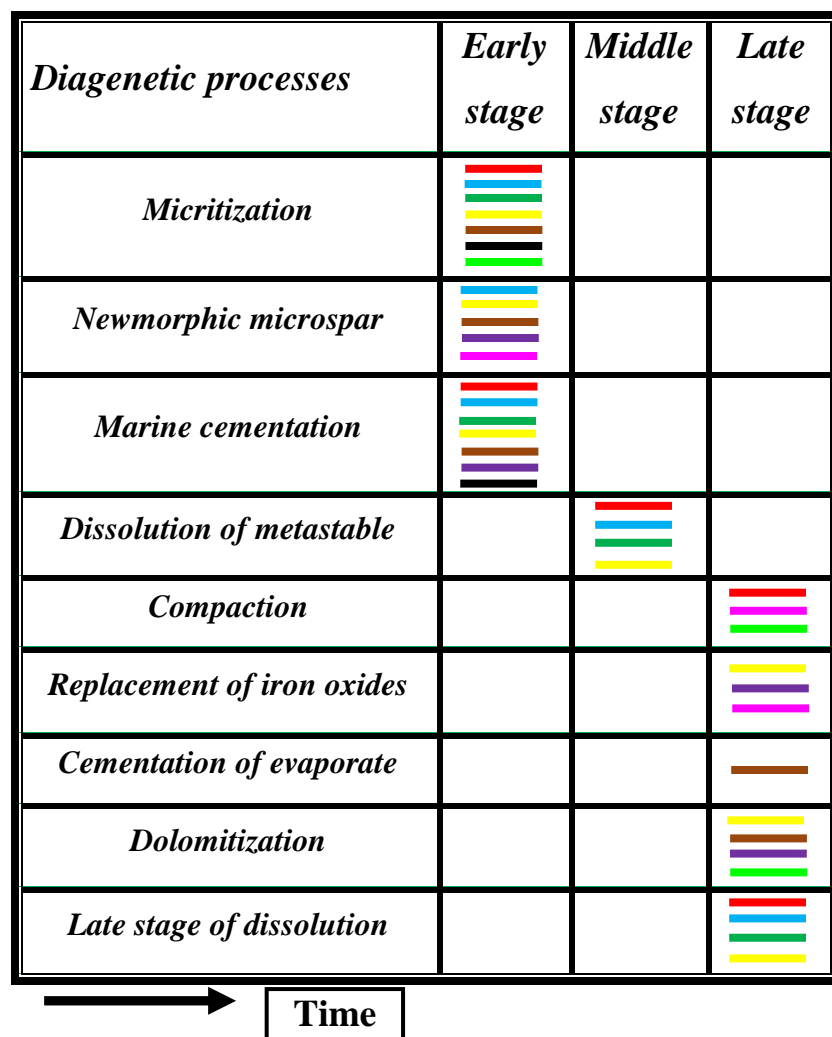 Diagenetic processes
Early
stage
Middle
stage
Late
stage
Micritization
Newmorphic microspar
Marine cementation
Dissolution of metastable
Compaction
Replacement of iron oxides
Cementation of evaporate
Dolomitization
Late stage of dissolution
Time